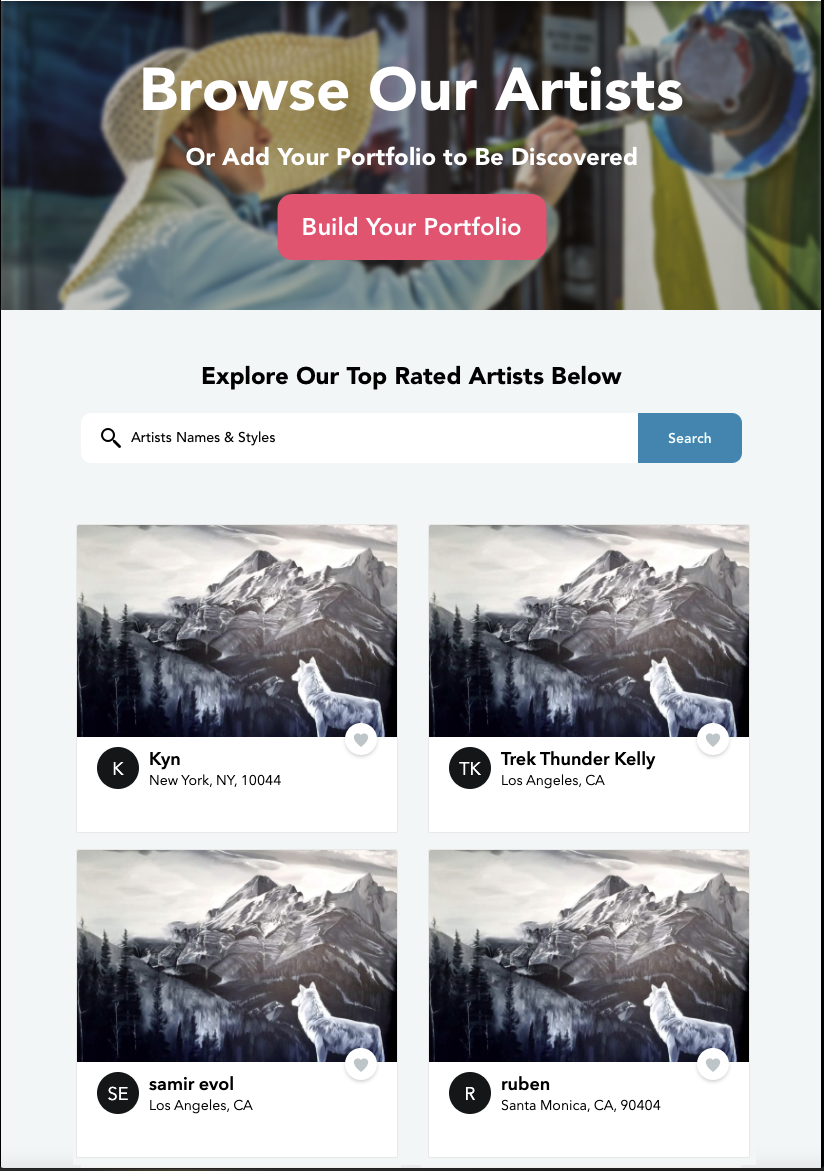 Browse Our Artists
Or Add Your Portfolio to Be Discovered
Build Your Portfolio
Explore Our Top Rated Artists Below
Artists Names & Styles
Search
K
Kyn
New York, NY, 10044
TK
Trek Thunder Kelly
Los Angeles, CA
SE
samir evol
Los Angeles, CA
R
ruben
Santa Monica, CA, 90404